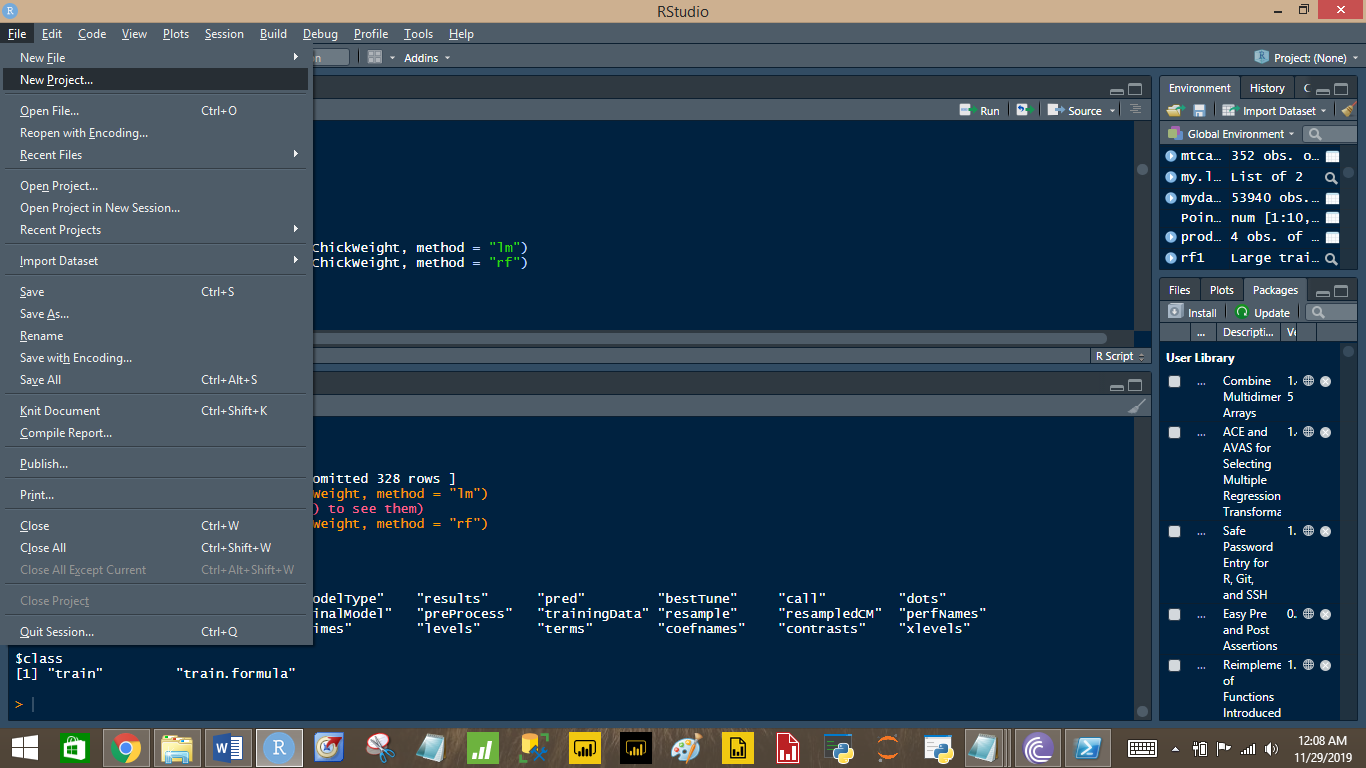 RStudio
File Edit Code View Plots Session Build Debug Profile Tools Help
New File
Addins
Project: (None)
New Project...
Open File... Ctrl+O
Reopen with Encoding...
Recent Files
Open Project...
Open Project in New Session...
Recent Projects
Import Dataset
Save Ctrl+S
Save As...
Rename
Save with Encoding...
Save All Ctrl+Alt+S
Knit Document Ctrl+Shift+K
Compile Report...
Publish...
Print...
Close Ctrl+W
Close All Ctrl+Shift+W
Close All Except Current Ctrl+Alt+Shift+W
Close Project
Quit Session... Ctrl+Q
Run Source
ChickWeight, method = "lm")
ChickWeight, method = "rf")
R Script
omitted 328 rows ]
Weight, method = "lm")
) to see them)
Weight, method = "rf")
odelType" "results" "pred" "bestTune" "call" "dots"
inalModel" "preProcess" "trainingData" "resample" "resampledCM" "perfNames"
imes" "levels" "terms" "coefnames" "contrasts" "xlevels"
$class
[1] "train" "train.formula"
>
Environment History C
Import Dataset
Global Environment
mtca... 352 obs. o...
my.l... List of 2
myda... 53940 obs...
Poin... num [1:10,...
prod... 4 obs. of ...
rf1 Large trai...
Files Plots Packages
Install Update
... Descripti... Ve
User Library
... Combine 1.
Multidimer 5
Arrays
... ACE and 1.
AVAS for
Selecting
Multiple
Regression
Transforma
... Safe 1.
Password
Entry for
R, Git,
and SSH
... Easy Pre 0.
and Post
Assertions
... Reimpleme 1.
of
Functions
Introduced
12:08 AM
11/29/2019